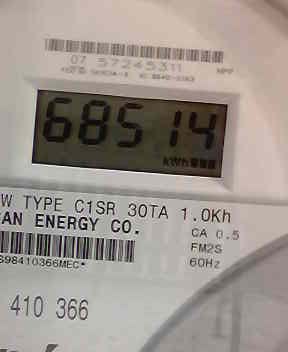 07 57245311
68514
kWh
W TYPE C1SR 30TA 1.0Kh
AN ENERGY CO.
CA 0.5
FM2S
S98410366MEC*
60Hz
410 366